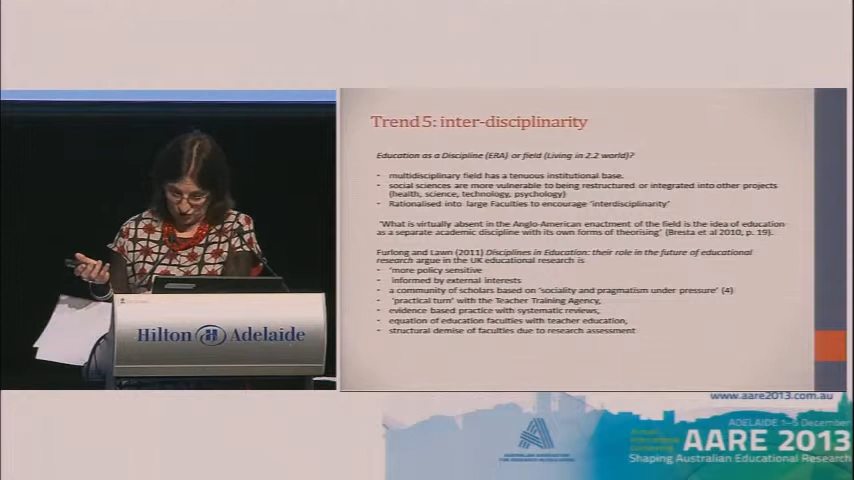 Trend 5: inter-disciplinarity
Education as a Discipline (ERA) or field (Living in 2.2 world)?
- multidisciplinary field has a tenuous institutional base.
- social sciences are more vulnerable to being restructured or integrated into other projects
(health, science, technology, psychology)
- Rationalised into large Faculties to encourage 'interdisciplinarity'
'What is virtually absent in the Anglo-American enactment of the field is the idea of education
as a separate academic discipline with its own forms of theorising' (Bresta et al 2010, p. 19).
Furlong and Lawn (2011) Disciplines in Education: their role in the future of educational
research argue in the UK educational research is
- 'more policy sensitive
- informed by external interests
- a community of scholars based on 'sociality and pragmatism under pressure' (4)
- 'practical turn' with the Teacher Training Agency,
- evidence based practice with systematic reviews,
- equation of education faculties with teacher education,
- structural demise of faculties due to research assessment
Hilton H Adelaide
www.aare2013.com.au
ADELAIDE 1-5 December
AARE 2013
Shaping Australian Educational Research